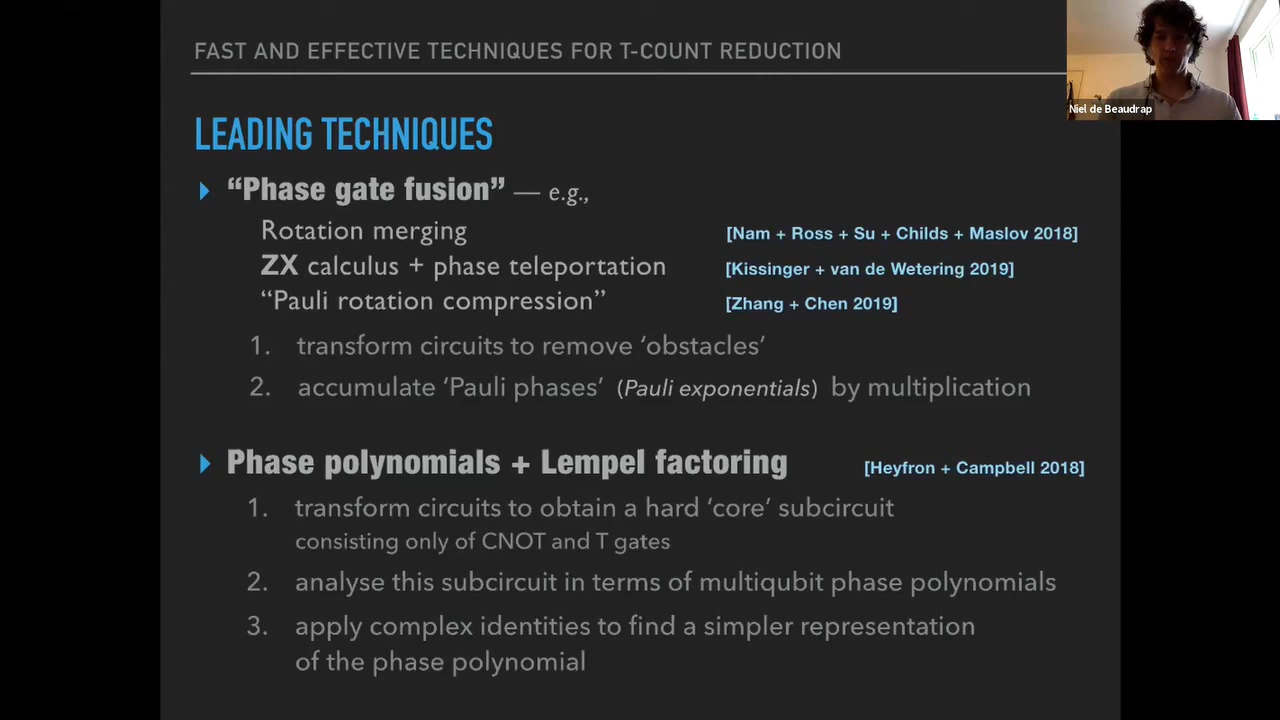 FAST AND EFFECTIVE TECHNIQUES FOR T-COUNT REDUCTION
Niel de Beaudrap
LEADING TECHNIQUES
“Phase gate fusion” — e.g.,
Rotation merging [Nam + Ross + Su + Childs + Maslov 2018]
ZX calculus + phase teleportation [Kissinger + van de Wetering 2019]
“Pauli rotation compression” [Zhang + Chen 2019]
1. transform circuits to remove ‘obstacles’
2. accumulate ‘Pauli phases’ (Pauli exponentials) by multiplication
Phase polynomials + Lempel factoring [Heyfron + Campbell 2018]
1. transform circuits to obtain a hard ‘core’ subcircuit
consisting only of CNOT and T gates
2. analyse this subcircuit in terms of multiqubit phase polynomials
3. apply complex identities to find a simpler representation
of the phase polynomial